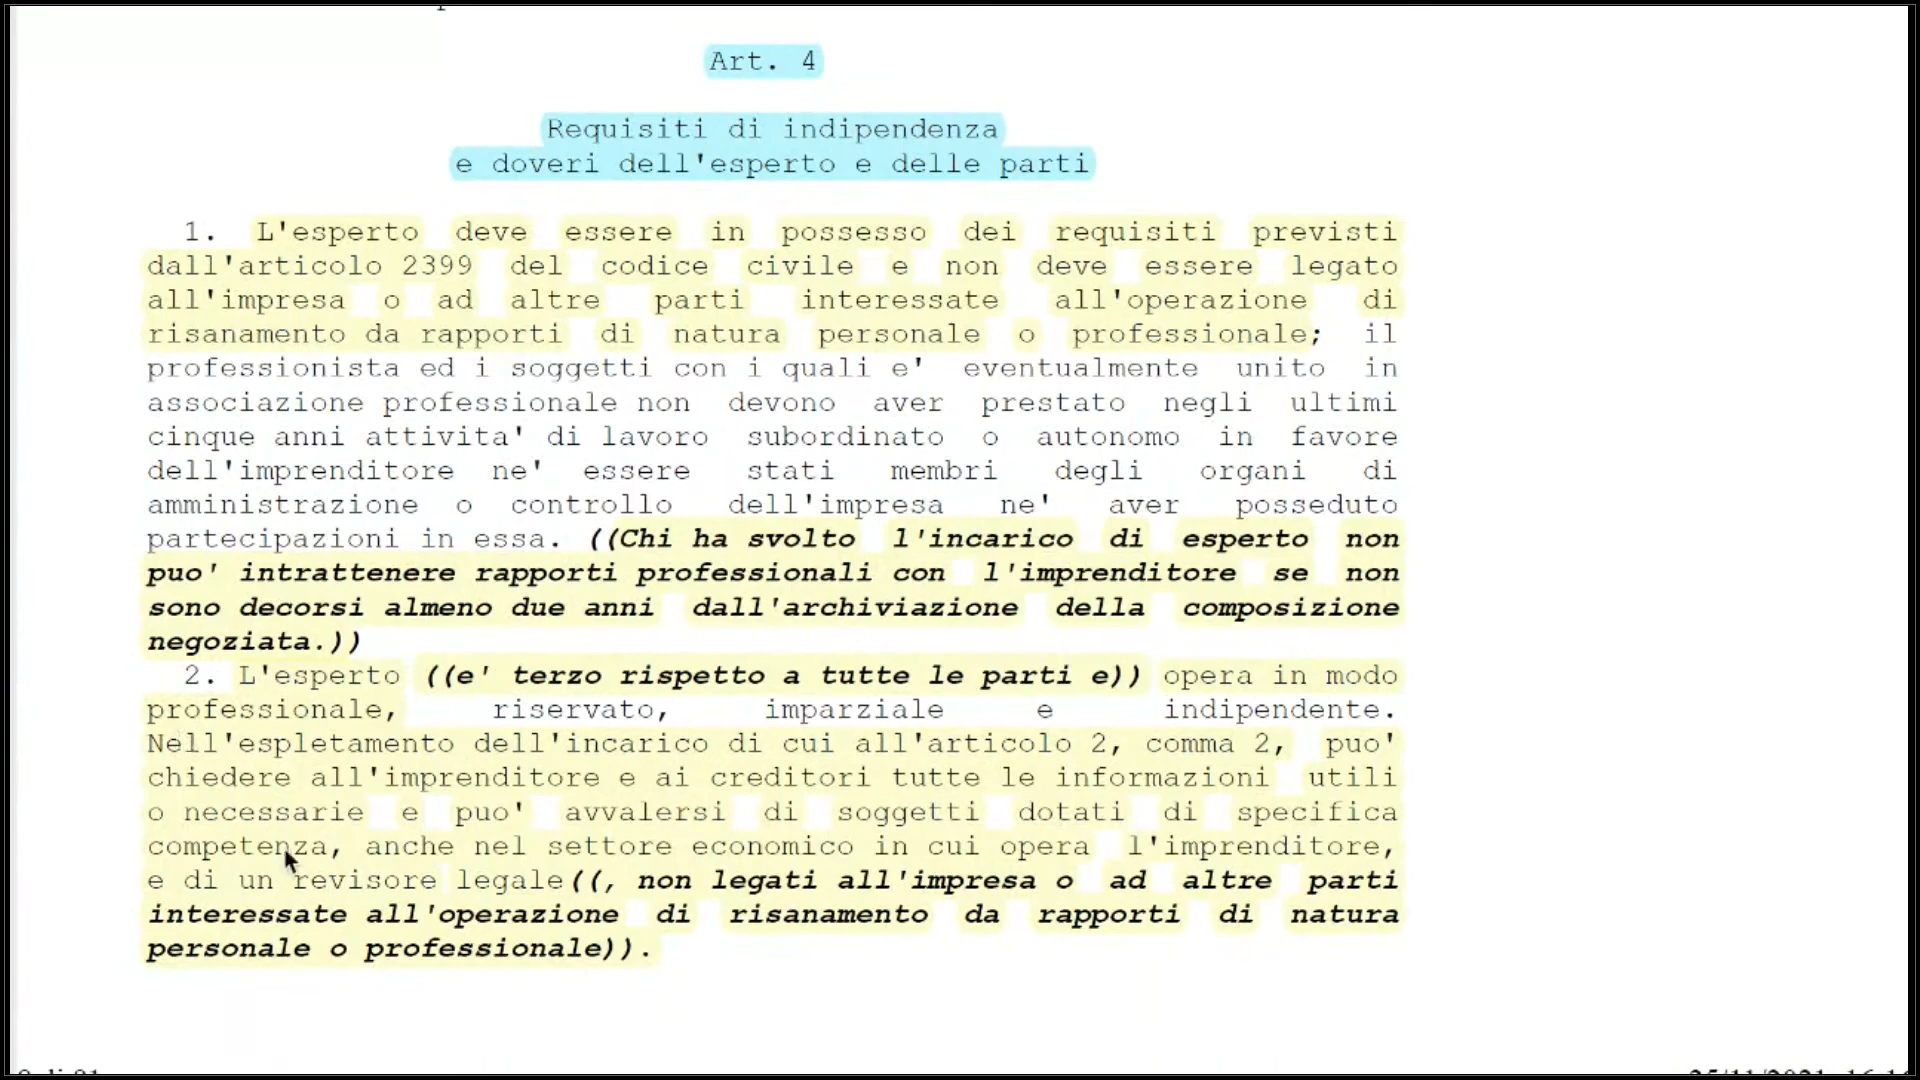 Art. 4
Requisiti di indipendenza
e doveri dell'esperto e delle parti
1. L'esperto deve essere in possesso dei requisiti previsti
dall'articolo 2399 del codice civile e non deve essere legato
all'impresa o ad altre parti interessate all'operazione di
risanamento da rapporti di natura personale o professionale; il
professionista ed i soggetti con i quali e' eventualmente unito in
associazione professionale non devono aver prestato negli ultimi
cinque anni attivita' di lavoro subordinato o autonomo in favore
dell'imprenditore ne' essere stati membri degli organi di
amministrazione o controllo dell'impresa ne' aver posseduto
partecipazioni in essa. ((Chi ha svolto l'incarico di esperto non
puo' intrattenere rapporti professionali con l'imprenditore se non
sono decorsi almeno due anni dall'archiviazione della composizione
negoziata.))
2. L'esperto ((e' terzo rispetto a tutte le parti e)) opera in modo
professionale, riservato, imparziale e indipendente.
Nell'espletamento dell'incarico di cui all'articolo 2, comma 2, puo'
chiedere all'imprenditore e ai creditori tutte le informazioni utili
o necessarie e puo' avvalersi di soggetti dotati di specifica
competenza, anche nel settore economico in cui opera l'imprenditore,
e di un revisore legale((, non legati all'impresa o ad altre parti
interessate all'operazione di risanamento da rapporti di natura
personale o professionale)).